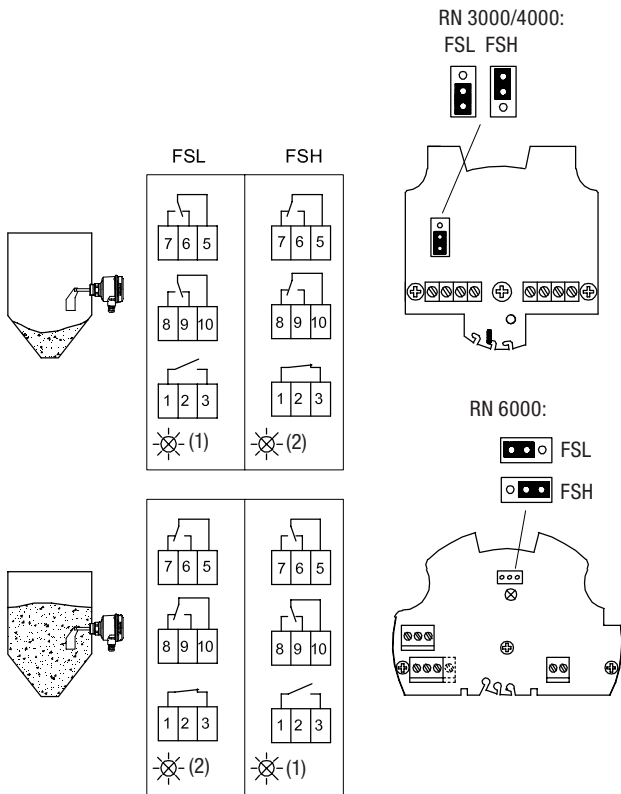 RN 3000/4000:
FSL FSH
FSL FSH
7 6 5
7 6 5
8 9 10
8 9 10
1 2 3
1 2 3
(1)
(2)
RN 6000:
FSL
FSH
7 6 5
7 6 5
8 9 10
8 9 10
1 2 3
1 2 3
(2)
(1)